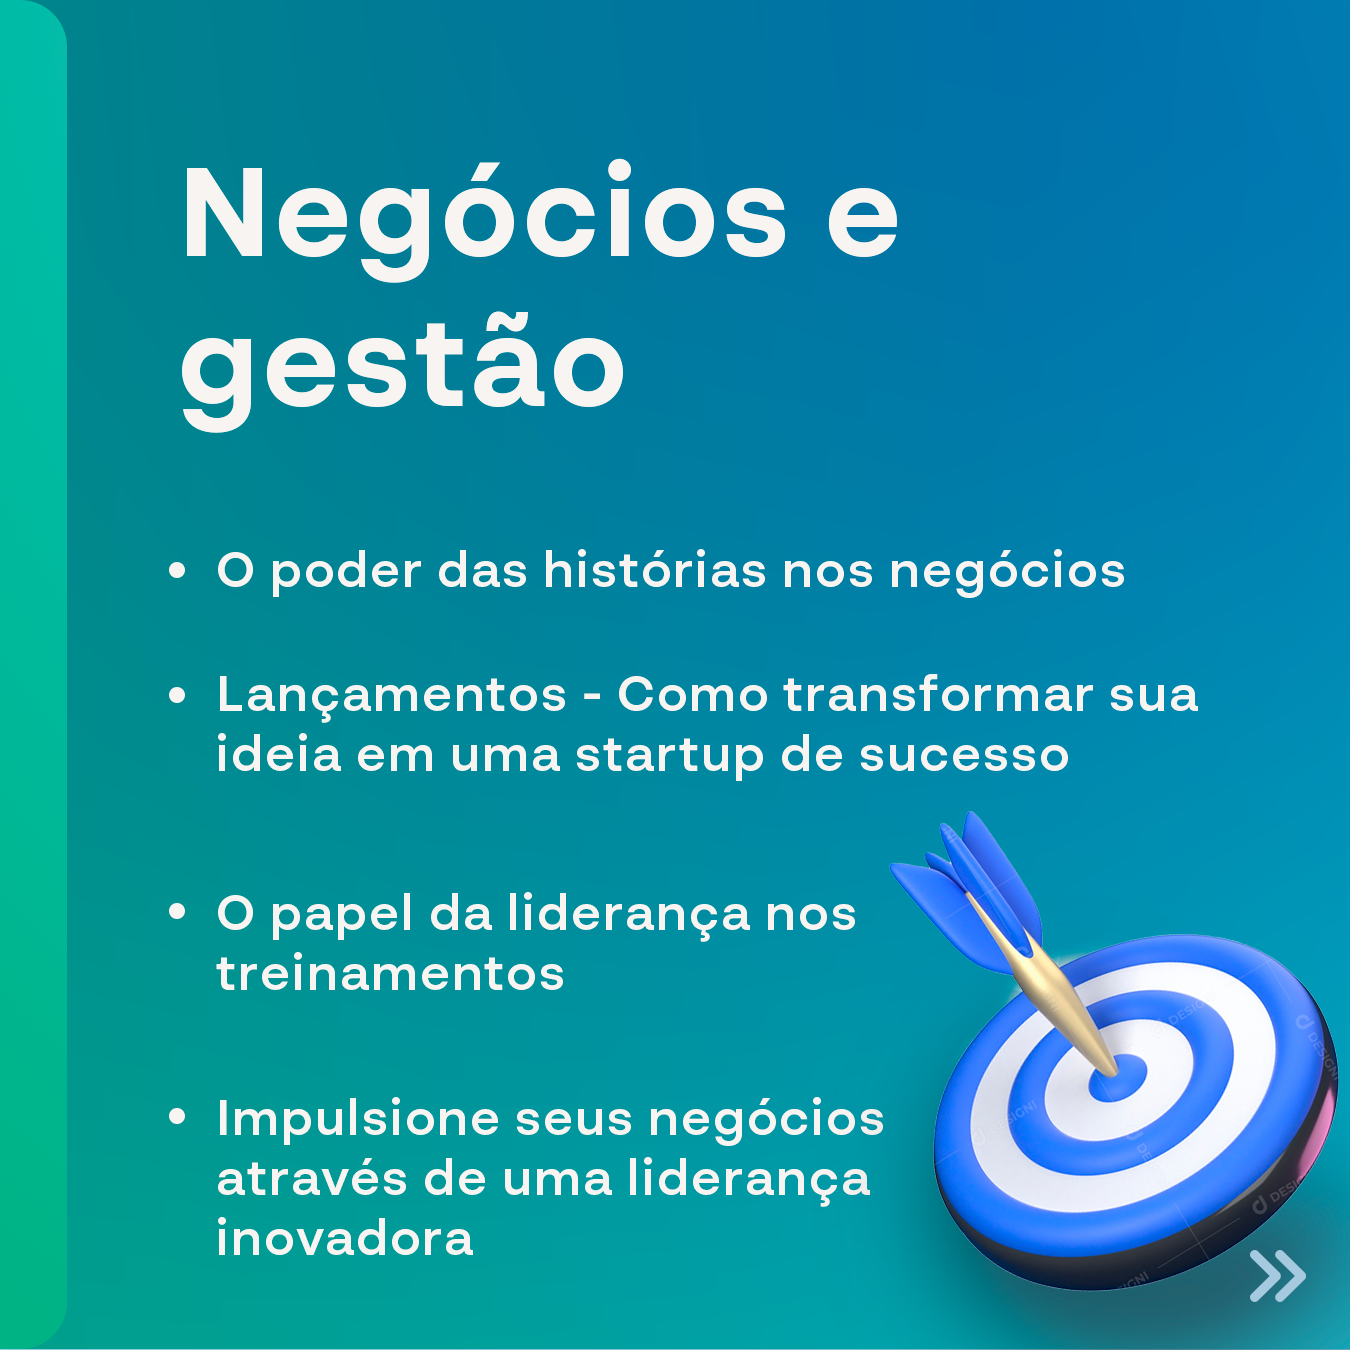 Negócios e
gestão
• O poder das histórias nos negócios
• Lançamentos - Como transformar sua
ideia em uma startup de sucesso
• O papel da liderança nos
treinamentos
• Impulsione seus negócios
através de uma liderança
inovadora